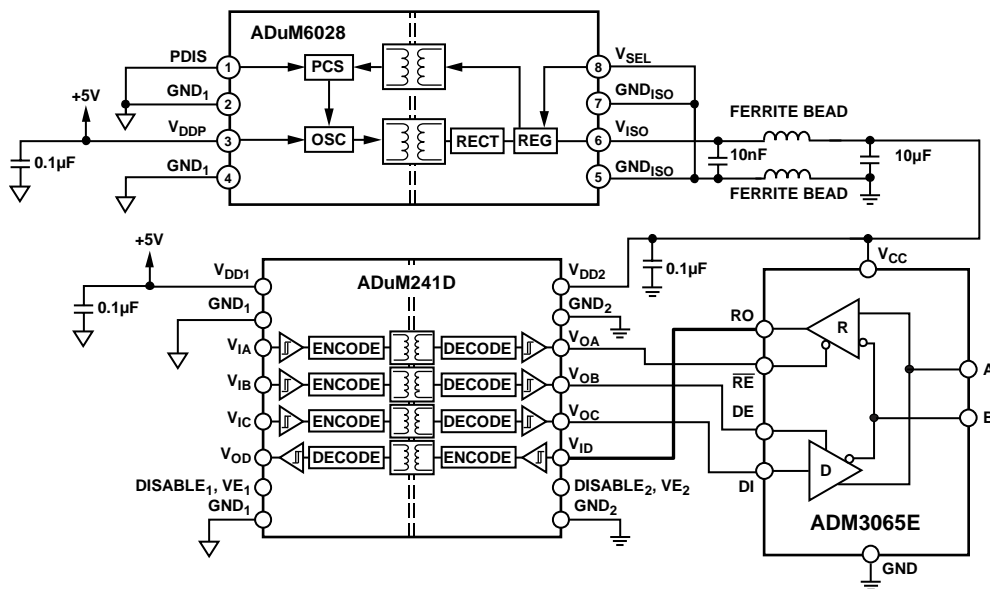 ADuM6028
PDIS
1
PCS
8
VSEL
+5V
GND1
2
7
GNDISO
FERRITE BEAD
VDDP
3
OSC
RECT
REG
6
VISO
0.1µF
10nF
10µF
GND1
4
5
GNDISO
FERRITE BEAD
+5V
VDD1
ADuM241D
VDD2
0.1µF
VCC
0.1µF
GND1
GND2
RO
R
VIA
ENCODE
DECODE
VOA
RE
A
VIB
ENCODE
DECODE
VOB
DE
VIC
ENCODE
DECODE
VOC
VOD
DECODE
ENCODE
VID
DI
D
DISABLE1, VE1
DISABLE2, VE2
GND1
GND2
ADM3065E
GND